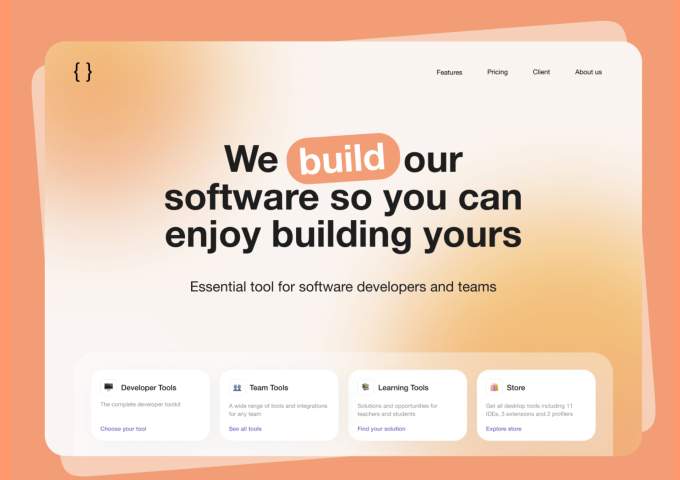 { }
Features Pricing Client About us
We build our
software so you can
enjoy building yours
Essential tool for software developers and teams
Developer Tools
The complete developer toolkit
Choose your tool
Team Tools
A wide range of tools and integrations
for any team
See all tools
Learning Tools
Solutions and opportunities for
teachers and students
Find your solution
Store
Get all desktop tools including 11
IDEs, 3 extensions and 2 profilers
Explore store